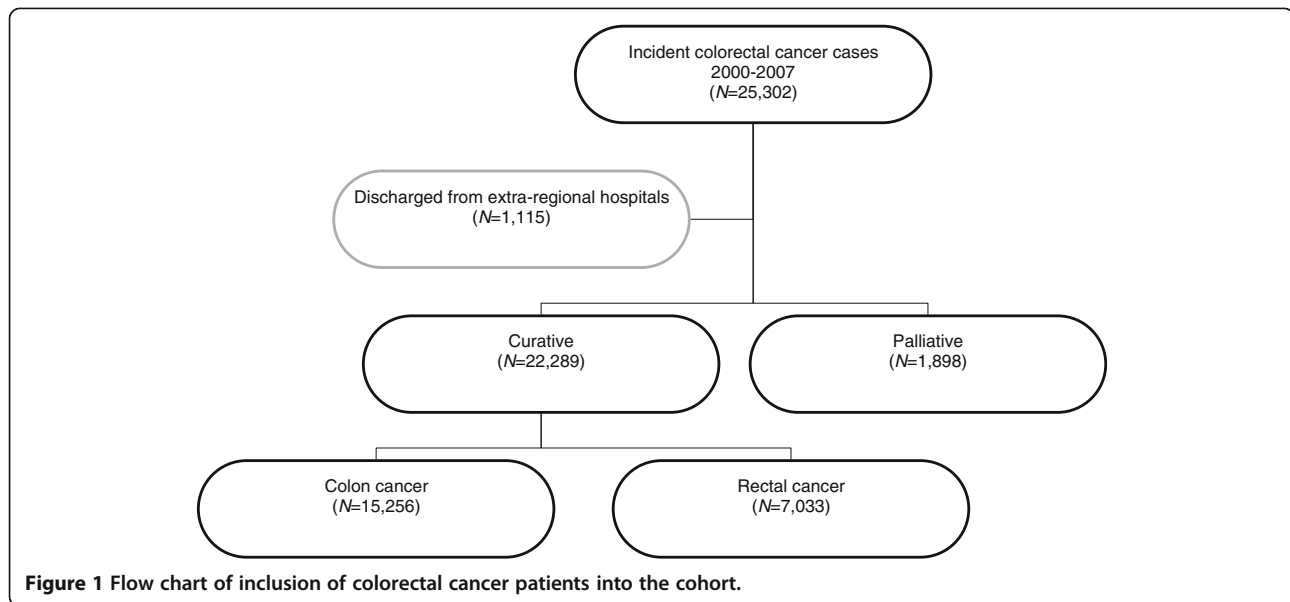 Incident colorectal cancer cases
2000-2007
(N=25,302)
Discharged from extra-regional hospitals
(N=1,115)
Curative
(N=22,289)
Palliative
(N=1,898)
Colon cancer
(N=15,256)
Rectal cancer
(N=7,033)
Figure 1 Flow chart of inclusion of colorectal cancer patients into the cohort.